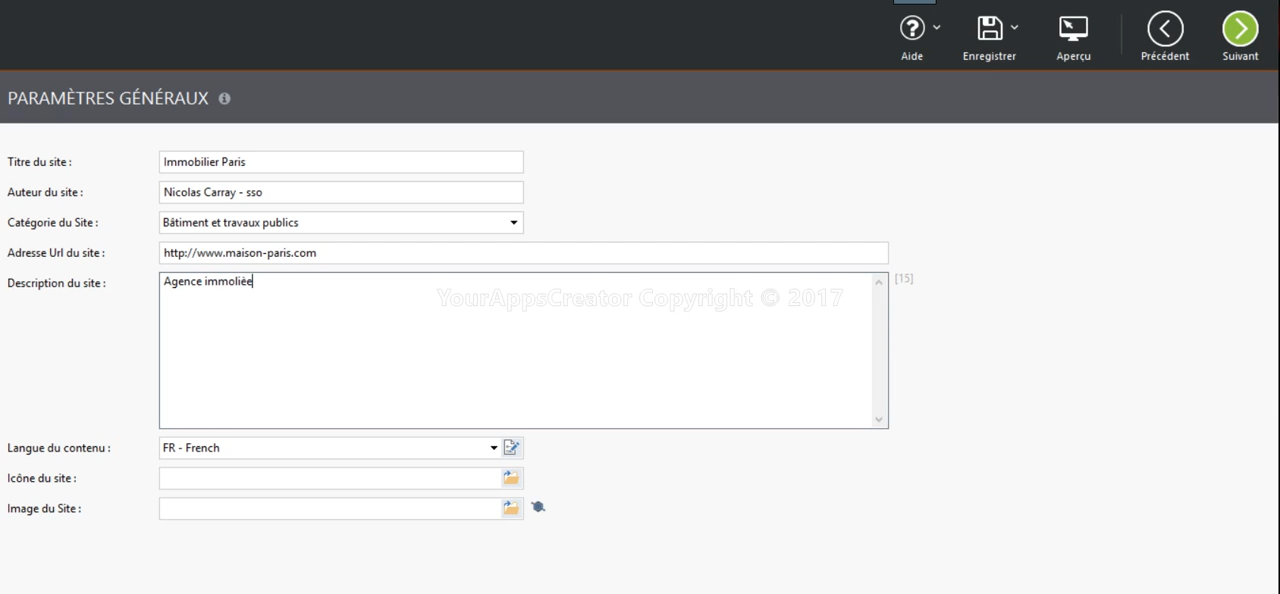 Aide
Enregistrer
Aperçu
Précédent
Suivant
PARAMÈTRES GÉNÉRAUX
Titre du site : Immobilier Paris
Auteur du site : Nicolas Carray - sso
Catégorie du Site : Bâtiment et travaux publics
Adresse Url du site : http://www.maison-paris.com
Description du site : Agence immolièe [15]
YourAppsCreator Copyright © 2017
Langue du contenu : FR - French
Icône du site :
Image du Site :